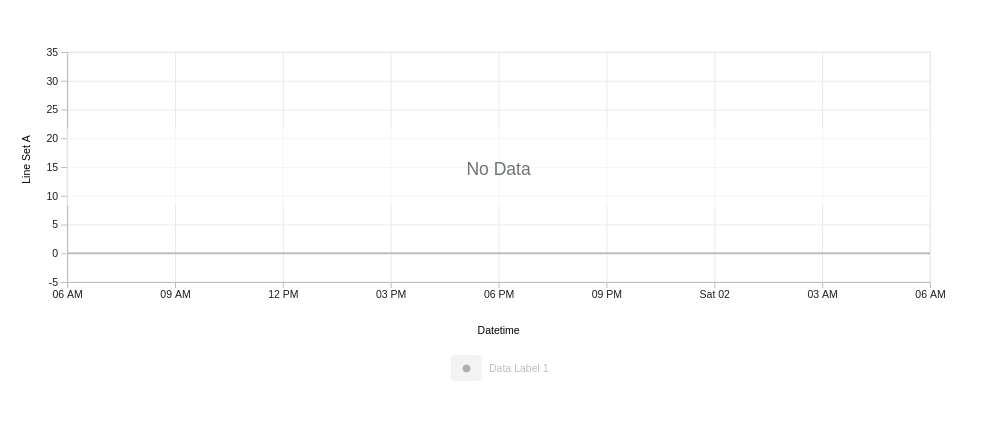 35
30
25
20
15
10
5
0
-5
Line Set A
No Data
06 AM 09 AM 12 PM 03 PM 06 PM 09 PM Sat 02 03 AM 06 AM
Datetime
Data Label 1